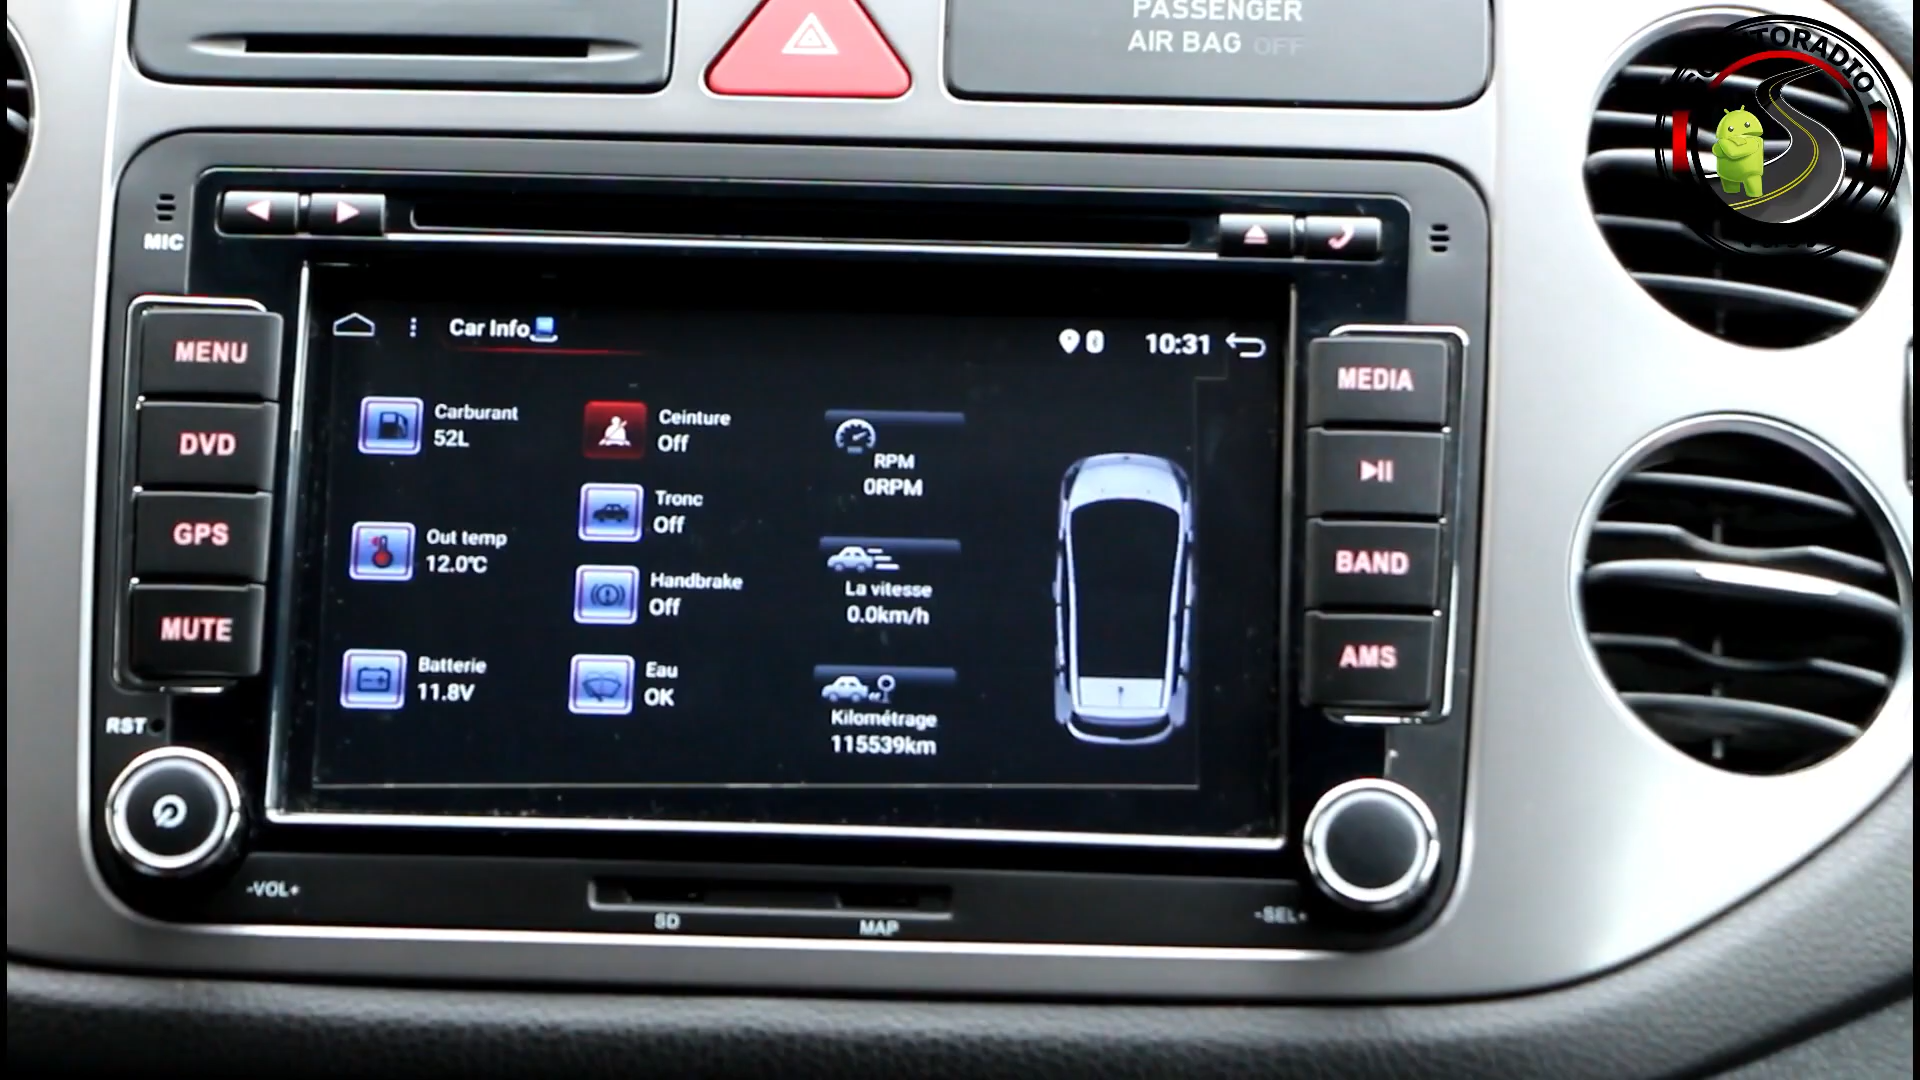 PASSENGER
AIR BAG OFF
MIC
MENU
DVD
GPS
MUTE
RST
-VOL+
Car Info
10:31
Carburant
52L
Out temp
12.0℃
Batterie
11.8V
Ceinture
Off
Tronc
Off
Handbrake
Off
Eau
OK
RPM
0RPM
La vitesse
0.0km/h
Kilométrage
115539km
MEDIA
BAND
AMS
SD
MAP
-SEL+